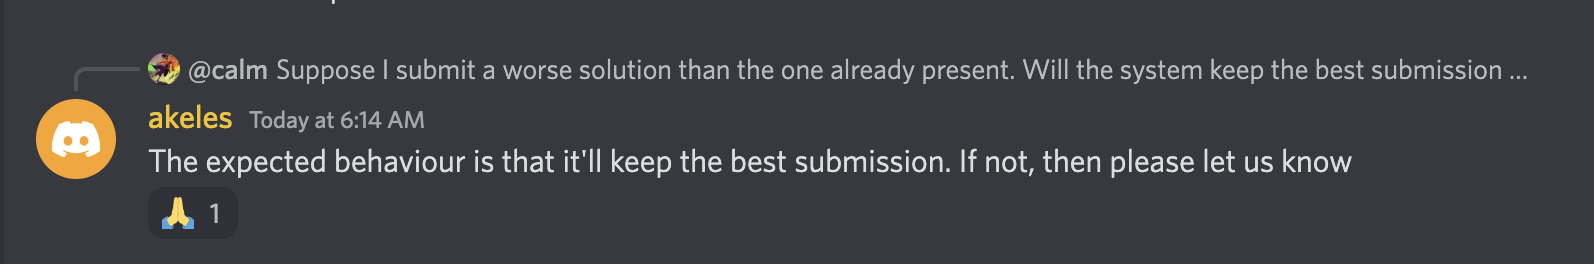 @calm Suppose I submit a worse solution than the one already present. Will the system keep the best submission ...
akeles Today at 6:14 AM
The expected behaviour is that it'll keep the best submission. If not, then please let us know
🙏 1